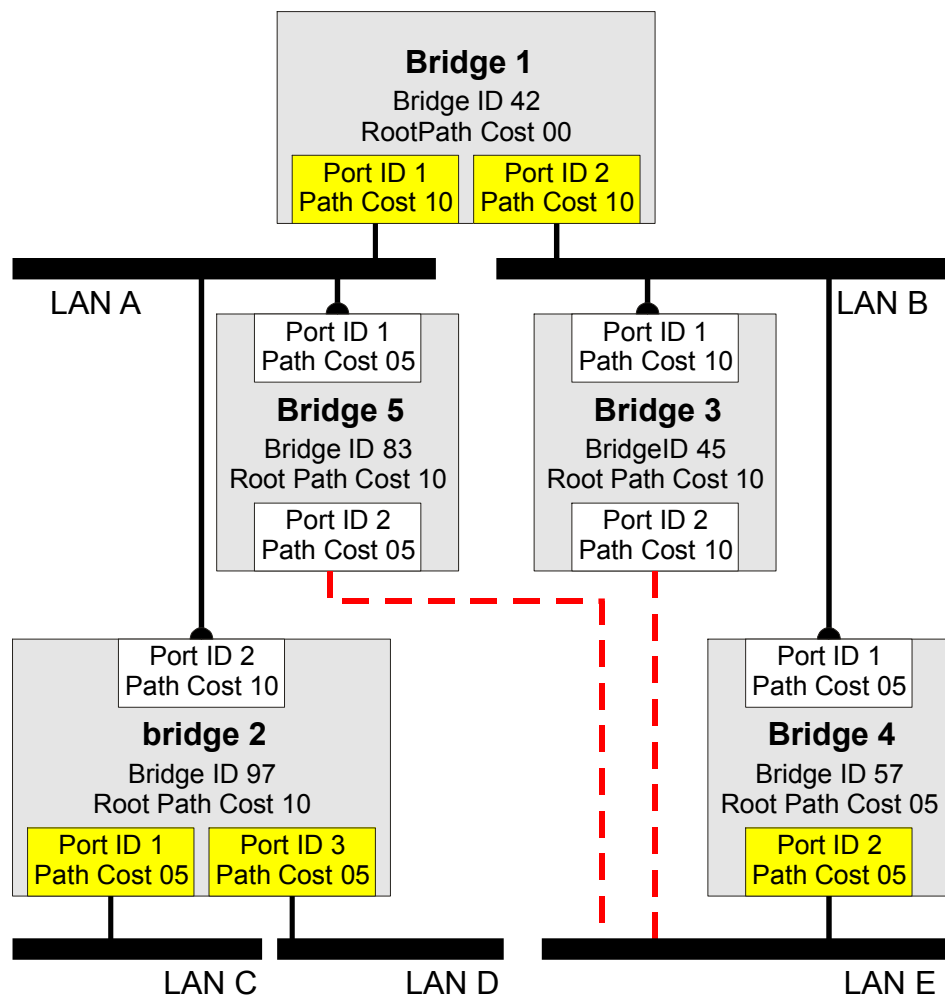 Bridge 1
Bridge ID 42
RootPath Cost 00
Port ID 1
Path Cost 10
Port ID 2
Path Cost 10
LAN A
LAN B
Port ID 1
Path Cost 05
Bridge 5
Bridge ID 83
Root Path Cost 10
Port ID 2
Path Cost 05
Port ID 1
Path Cost 10
Bridge 3
BridgeID 45
Root Path Cost 10
Port ID 2
Path Cost 10
Port ID 2
Path Cost 10
bridge 2
Bridge ID 97
Root Path Cost 10
Port ID 1
Path Cost 05
Port ID 3
Path Cost 05
Port ID 1
Path Cost 05
Bridge 4
Bridge ID 57
Root Path Cost 05
Port ID 2
Path Cost 05
LAN C
LAN D
LAN E